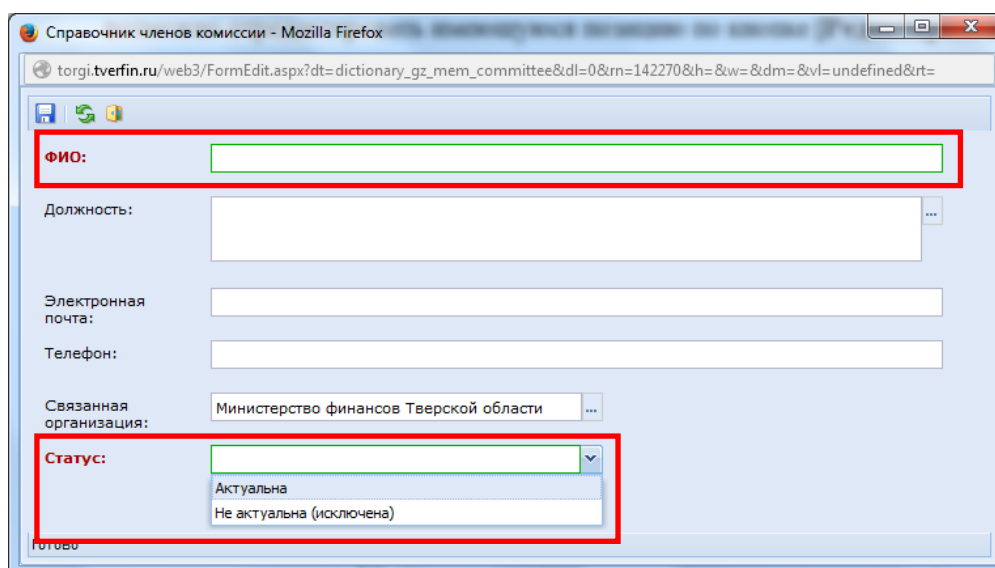 Справочник членов комиссии - Mozilla Firefox
torgi.tverfin.ru/web3/FormEdit.aspx?dt=dictionary_gz_mem_committee&dl=0&rn=142270&h=&w=&dm=&vl=undefined&rt=
ФИО:
Должность:
...
Электронная
почта:
Телефон:
Связанная
организация:
Министерство финансов Тверской области ...
Статус:
Актуальна
Не актуальна (исключена)
Готово